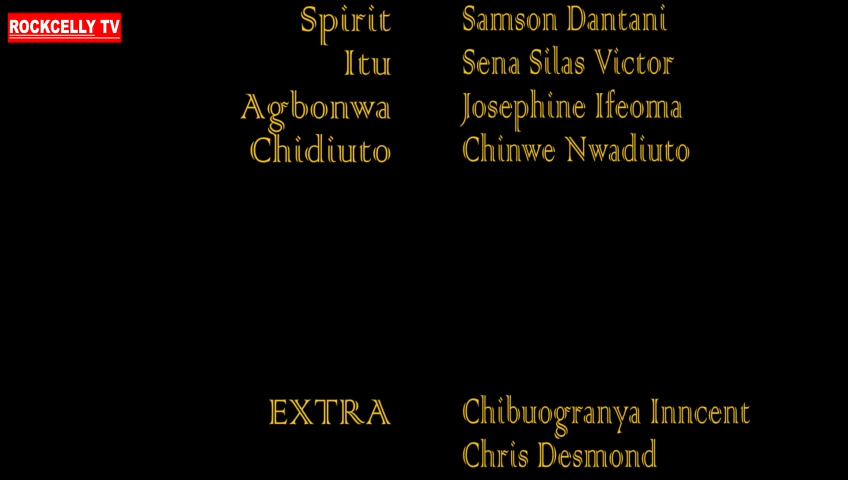 ROCKCELLY TV
Spirit Samson Dantani
Itu Sena Silas Victor
Agbonwa Josephine Ifeoma
Chidiuto Chinwe Nwadiuto
EXTRA Chibuogranya Inncent
Chris Desmond